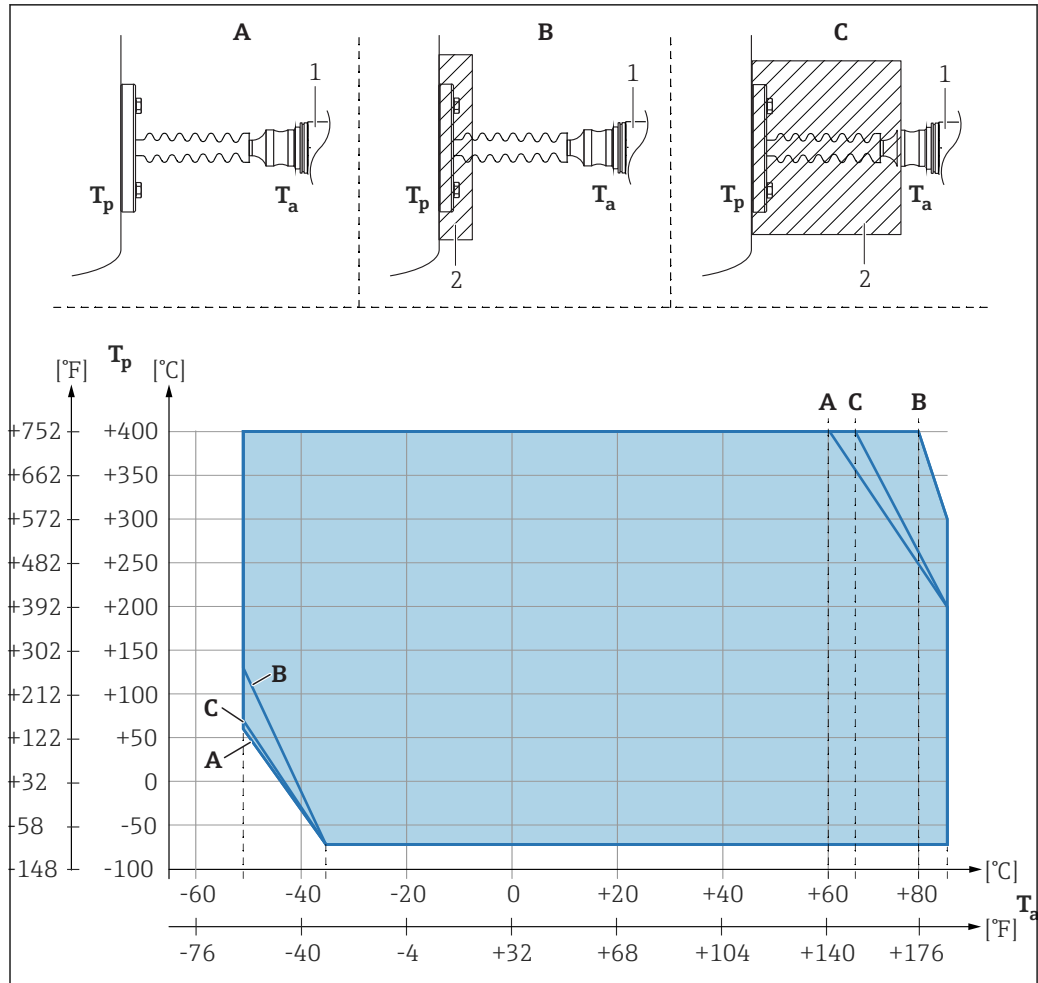 A
B
C
1
1
1
Tp
Ta
Tp
Ta
Tp
Ta
2
2
Tp
[°F]
[°C]
A C B
+752 +400
+662 +350
+572 +300
+482 +250
+392 +200
+302 +150
+212 +100
+122 +50
+32 0
-58 -50
-148 -100
B
C
A
[°C]
-60 -40 -20 0 +20 +40 +60 +80
Ta
[°F]
-76 -40 -4 +32 +68 +104 +140 +176